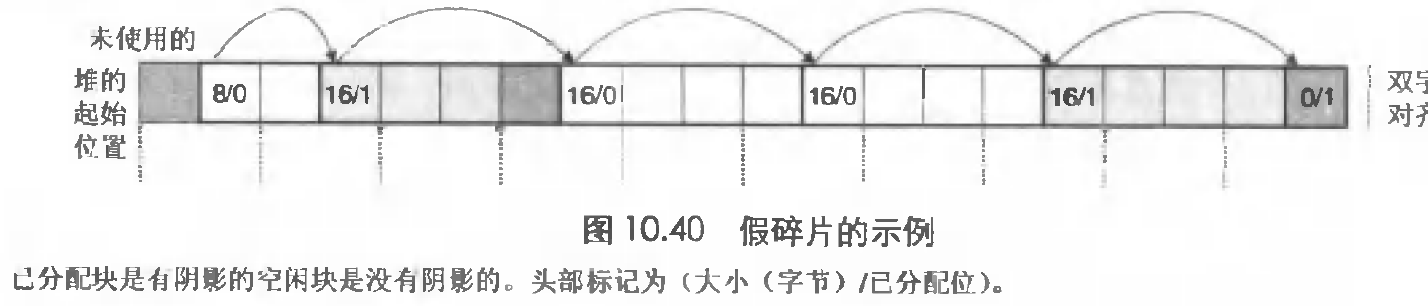 未使用的
堆的
起始
位置
8/0
16/1
16/0
16/0
16/1
0/1
双字
对齐
图 10.40 假碎片的示例
已分配块是有阴影的空闲块是没有阴影的。头部标记为（大小（字节）/已分配位）。